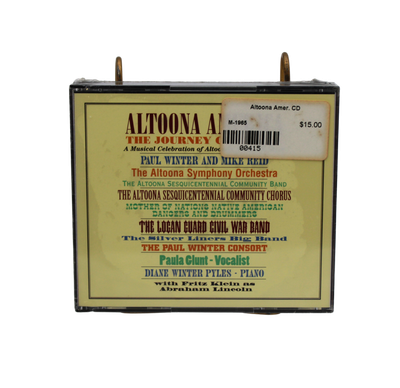 ALTOONA
THE JOURNEY
A Musical Celebration of
PAUL WINTER AND MIKE REID
The Altoona Symphony Orchestra
THE ALTOONA SESQUICENTENNIAL COMMUNITY BAND
THE ALTOONA SESQUICENTENNIAL COMMUNITY CHORUS
MOTHER OF NATIONS NATIVE AMERICAN
DANCERS AND DRUMMERS
THE LOGAN GUARD CIVIL WAR BAND
The Silver Liners Big Band
THE PAUL WINTER CONSORT
Paula Glunt - Vocalist
DIANE WINTER PYLES - PIANO
with Fritz Klein as
Abraham Lincoln
Altoona Amer. CD
M-1965
$15.00
00415